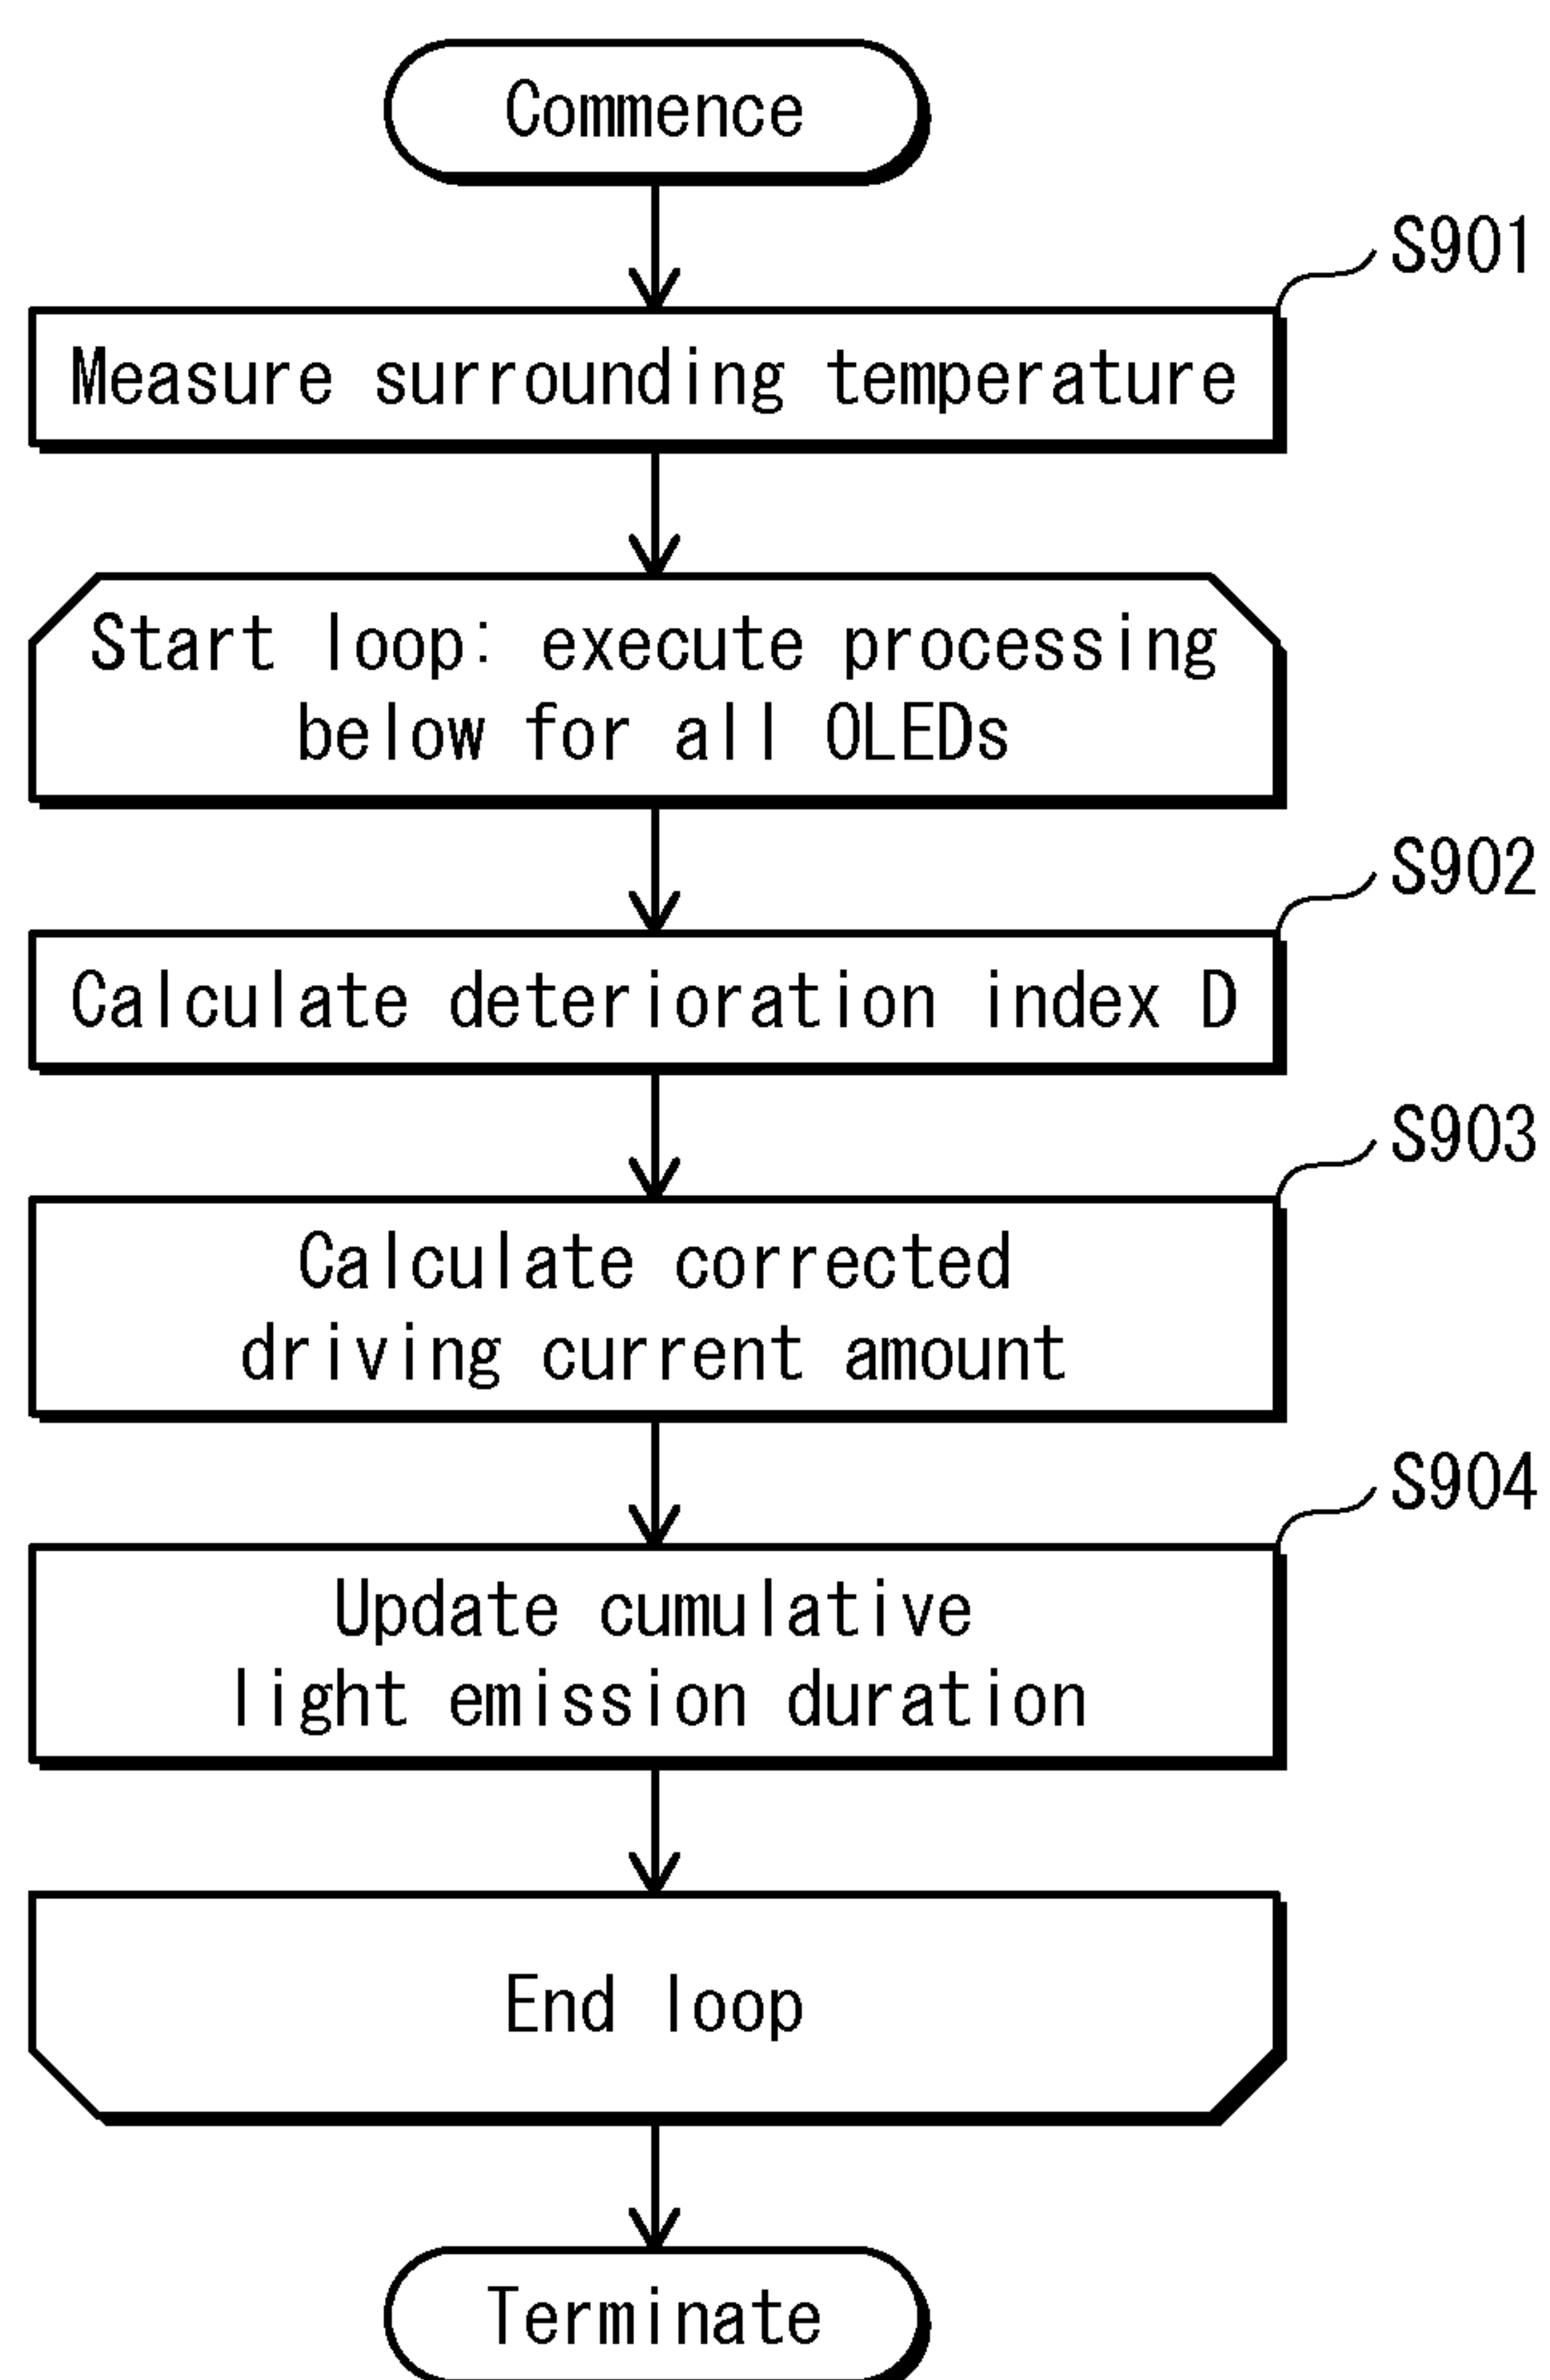 Commence
S901
Measure surrounding temperature
Start loop: execute processing
below for all OLEDs
S902
Calculate deterioration index D
S903
Calculate corrected
driving current amount
S904
Update cumulative
light emission duration
End loop
Terminate